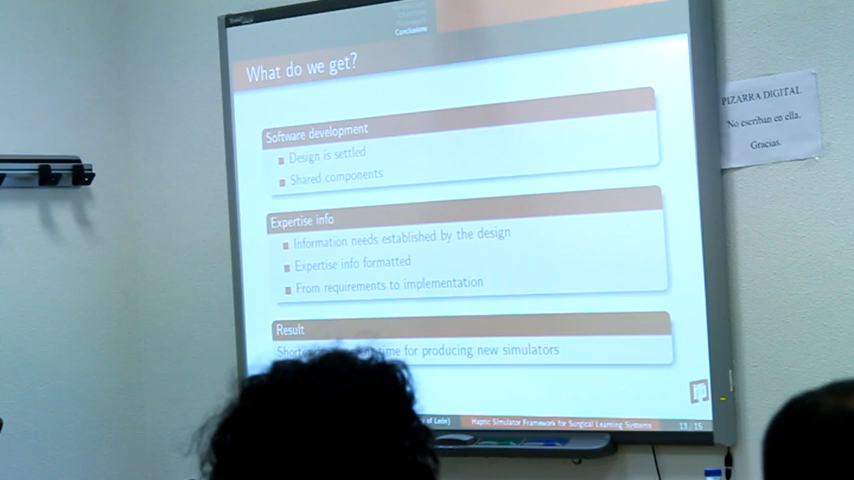 Conclusions
What do we get?
Software development
Design is settled
Shared components
Expertise info
Information needs established by the design
Expertise info formatted
From requirements to implementation
Result
time for producing new simulators
of León)
Haptic Simulator Framework for Surgical Learning Systems
13 / 15
PIZARRA DIGITAL
No escriban en ella.
Gracias.